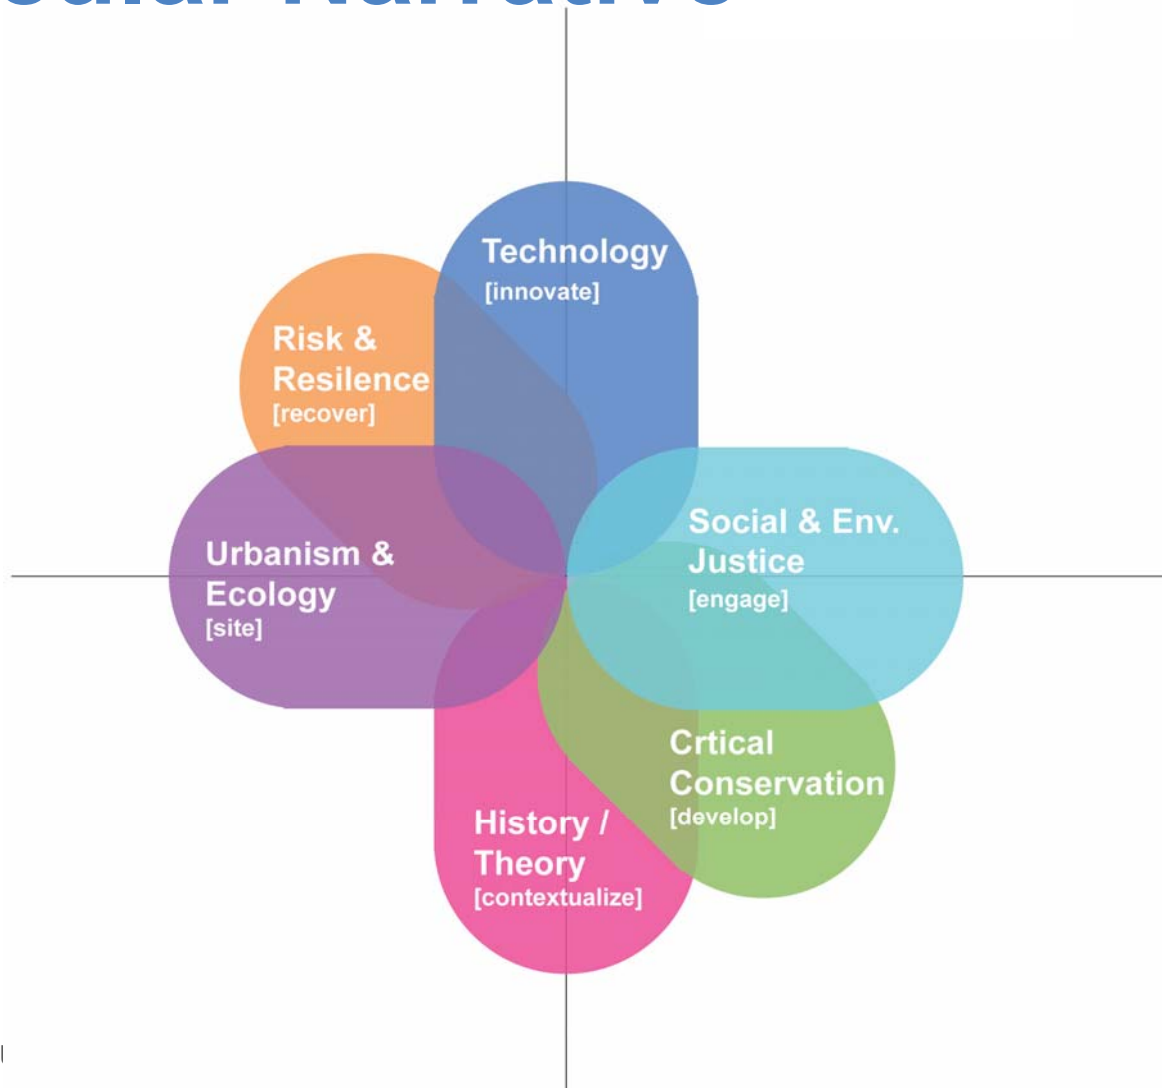 Technology
[innovate]
Risk &
Resilence
[recover]
Social & Env.
Justice
[engage]
Urbanism &
Ecology
[site]
Crtical
Conservation
[develop]
History /
Theory
[contextualize]